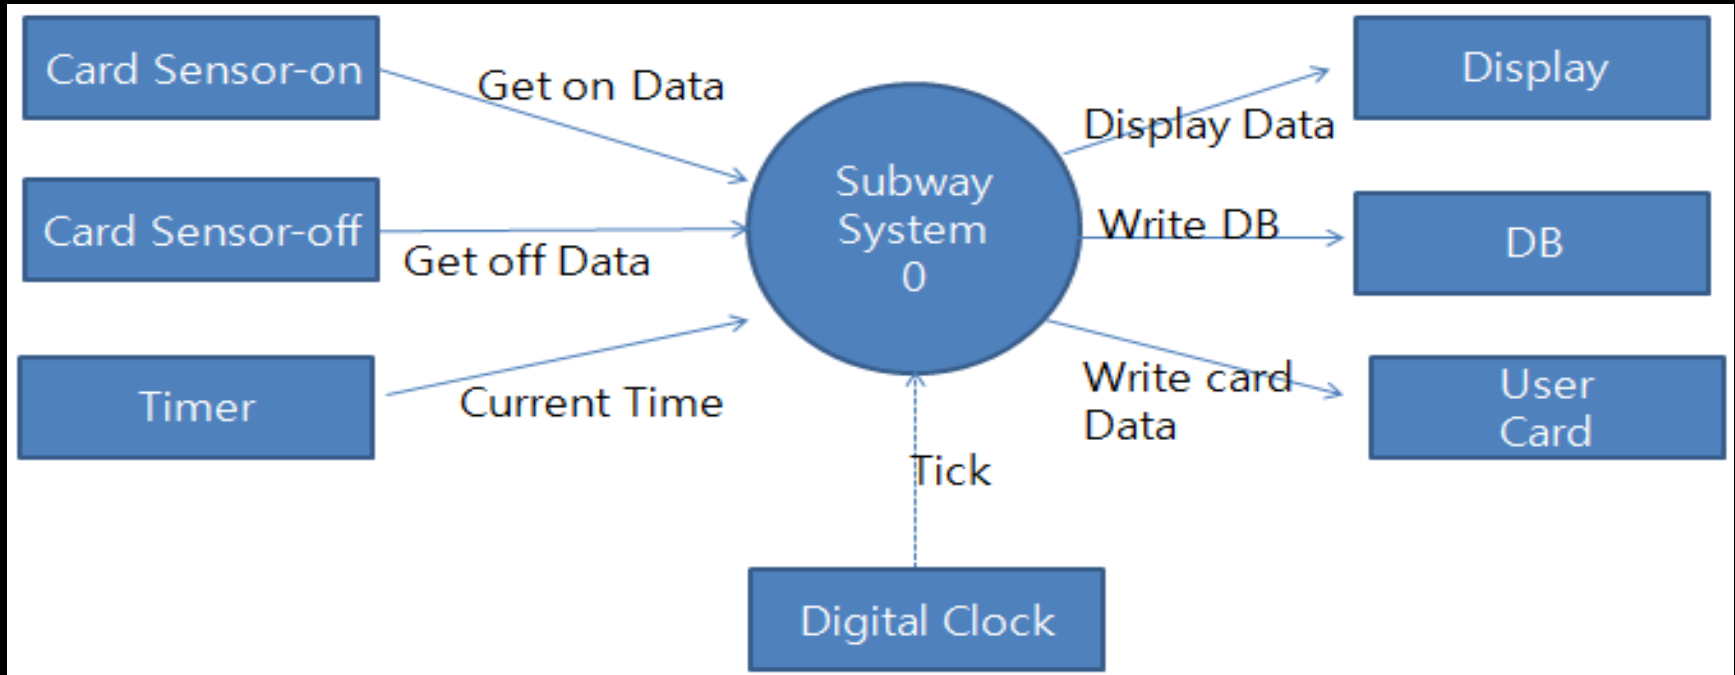 Card Sensor-on
Get on Data
Display
Display Data
Card Sensor-off
Get off Data
Subway
System
0
Write DB
DB
Timer
Current Time
Write card
Data
User
Card
Tick
Digital Clock